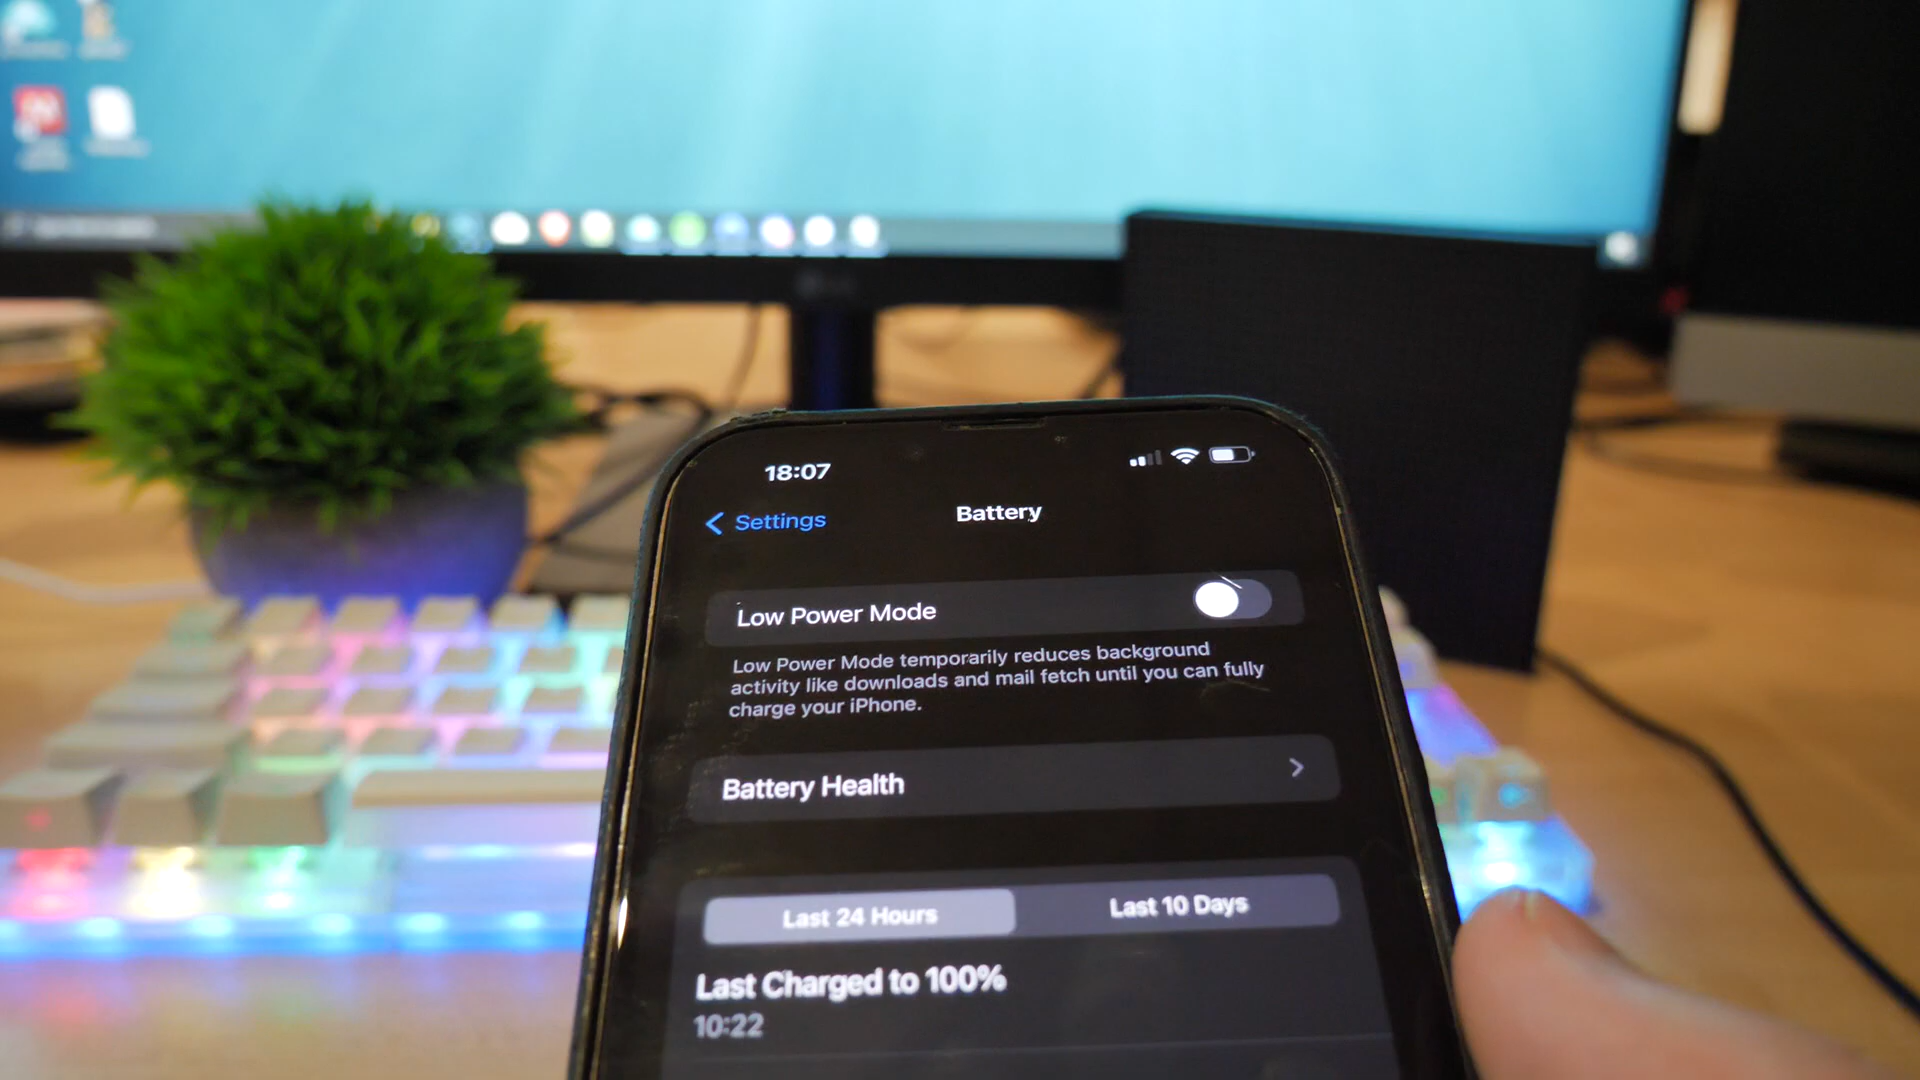 18:07
Settings
Battery
Low Power Mode
Low Power Mode temporarily reduces background
activity like downloads and mail fetch until you can fully
charge your iPhone.
Battery Health
Last 24 Hours
Last 10 Days
Last Charged to 100%
10:22